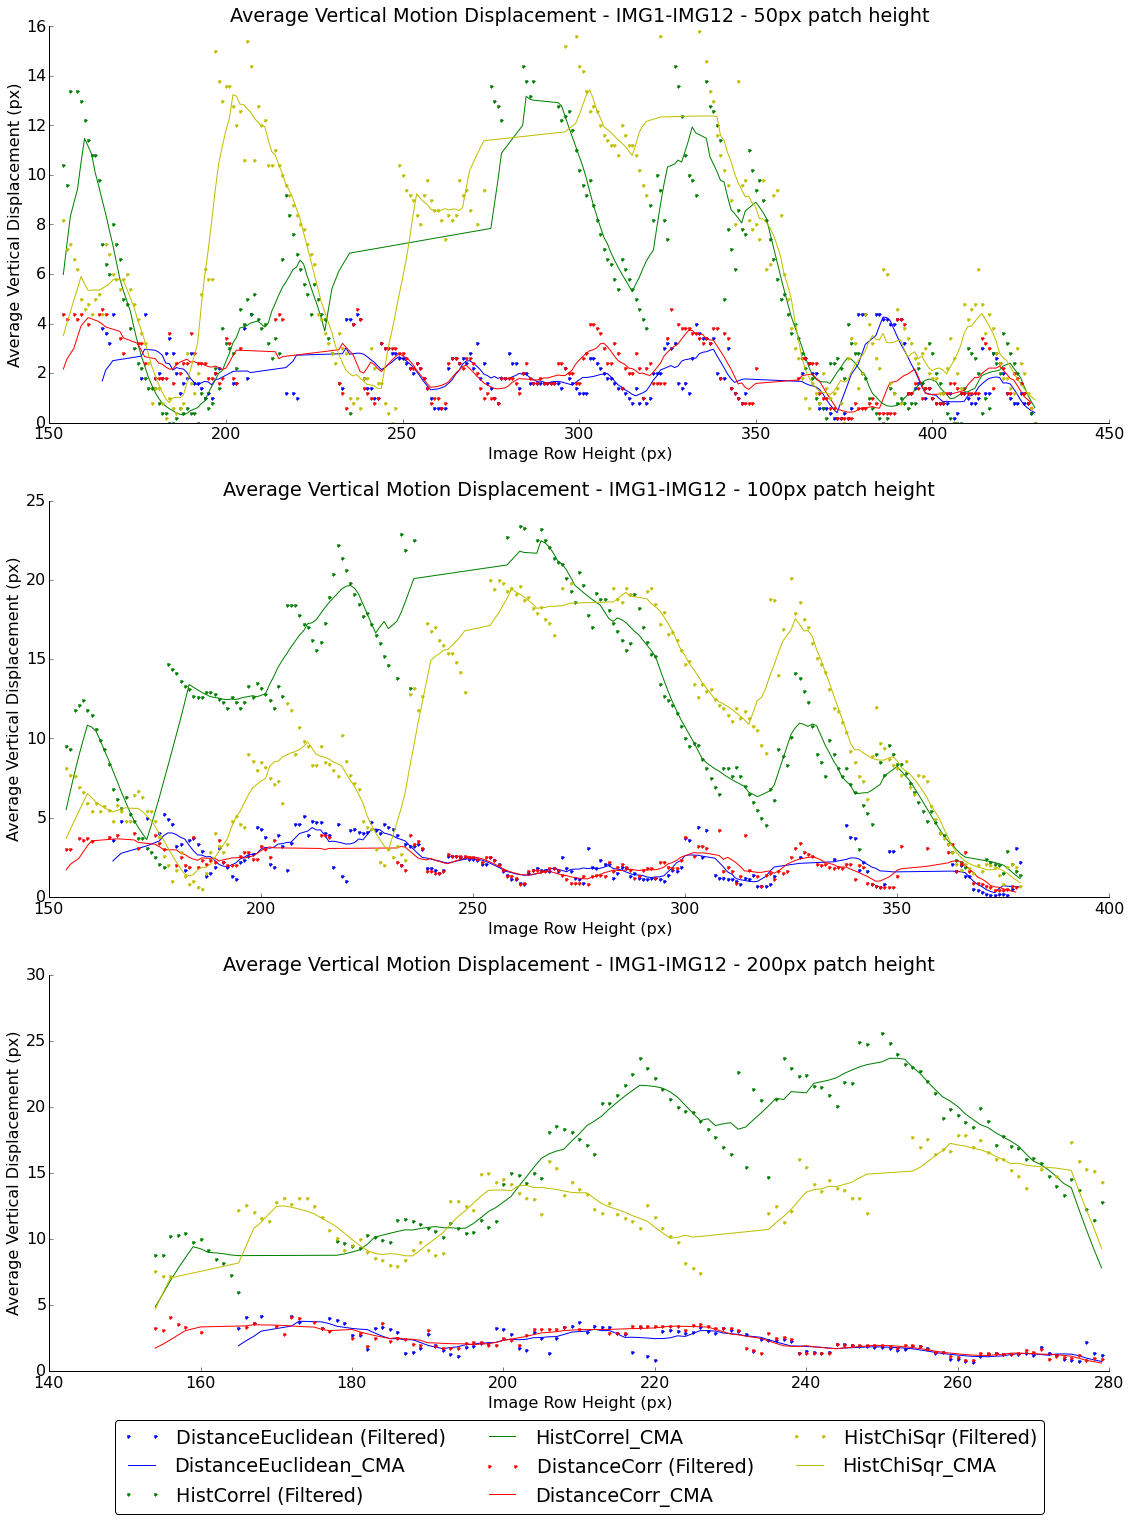 Average Vertical Motion Displacement - IMG1-IMG12 - 50px patch height
16
14
12
10
8
6
4
2
0
Average Vertical Displacement (px)
150 200 250 300 350 400 450
Image Row Height (px)
Average Vertical Motion Displacement - IMG1-IMG12 - 100px patch height
25
20
15
10
5
0
Average Vertical Displacement (px)
150 200 250 300 350 400
Image Row Height (px)
Average Vertical Motion Displacement - IMG1-IMG12 - 200px patch height
30
25
20
15
10
5
0
Average Vertical Displacement (px)
140 160 180 200 220 240 260 280
Image Row Height (px)
DistanceEuclidean (Filtered) HistCorrel_CMA HistChiSqr (Filtered)
DistanceEuclidean_CMA DistanceCorr (Filtered) HistChiSqr_CMA
HistCorrel (Filtered) DistanceCorr_CMA